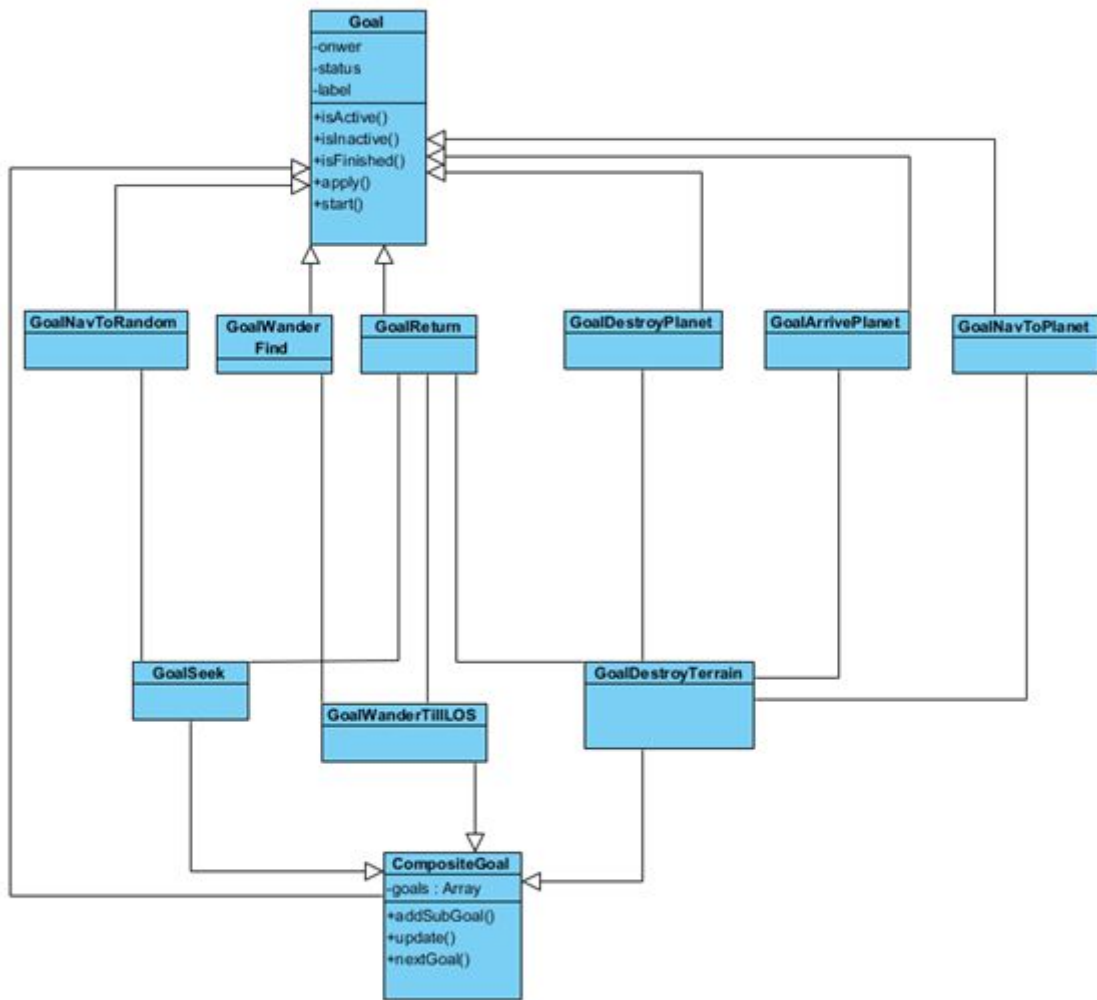 Goal
-onwer
-status
-label
+isActive()
+isInactive()
+isFinished()
+apply()
+start()
GoalNavToRandom
GoalWander
Find
GoalReturn
GoalDestroyPlanet
GoalArrivePlanet
GoalNavToPlanet
GoalSeek
GoalWanderTillLOS
GoalDestroyTerrain
CompositeGoal
-goals : Array
+addSubGoal()
+update()
+nextGoal()